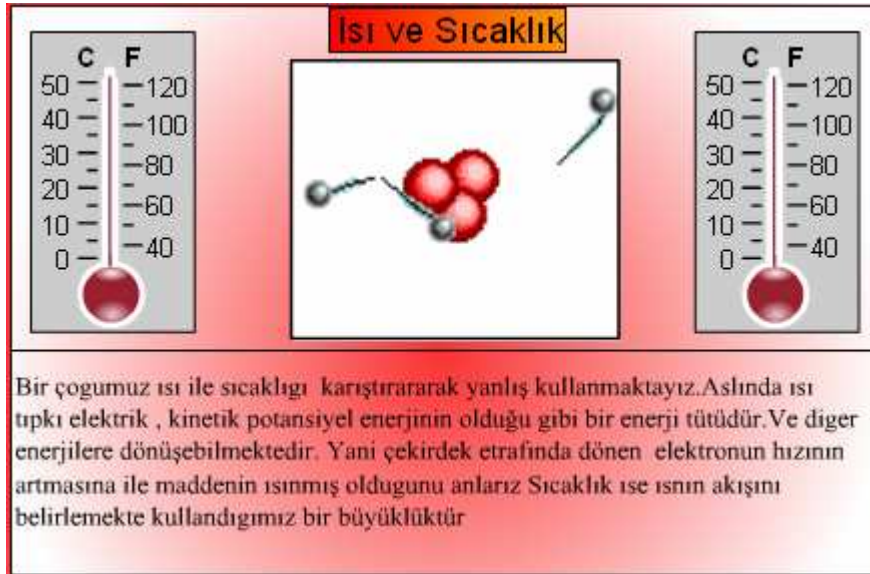 Isı ve Sıcaklık
C F
50 120
40 100
30 80
20 60
10 40
0
C F
50 120
40 100
30 80
20 60
10 40
0
Bir çogumuz ısı ile sıcaklıgı karıştırararak yanlış kullanmaktayız.Aslında ısı
tıpkı elektrik , kinetik potansiyel enerjinin olduğu gibi bir enerji tütüdür.Ve diger
enerjilere dönüşebilmektedir. Yani çekirdek etrafında dönen elektronun hızının
artmasına ile maddenin ısınmış oldugunu anlarız Sıcaklık ise ısnın akışını
belirlemekte kullandıgımız bir büyüklüktür